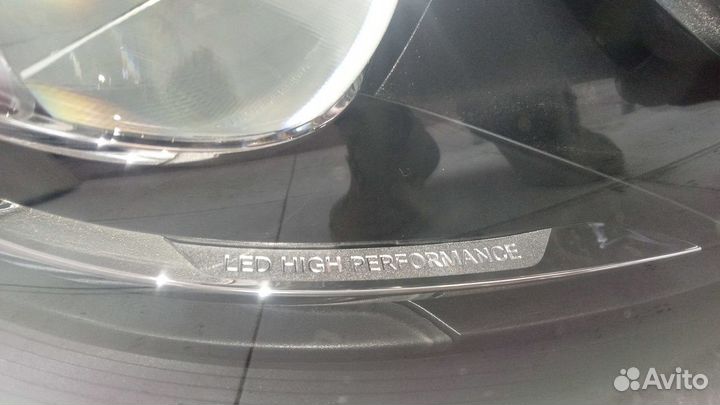 LED HIGH PERFORMANCE
Avito